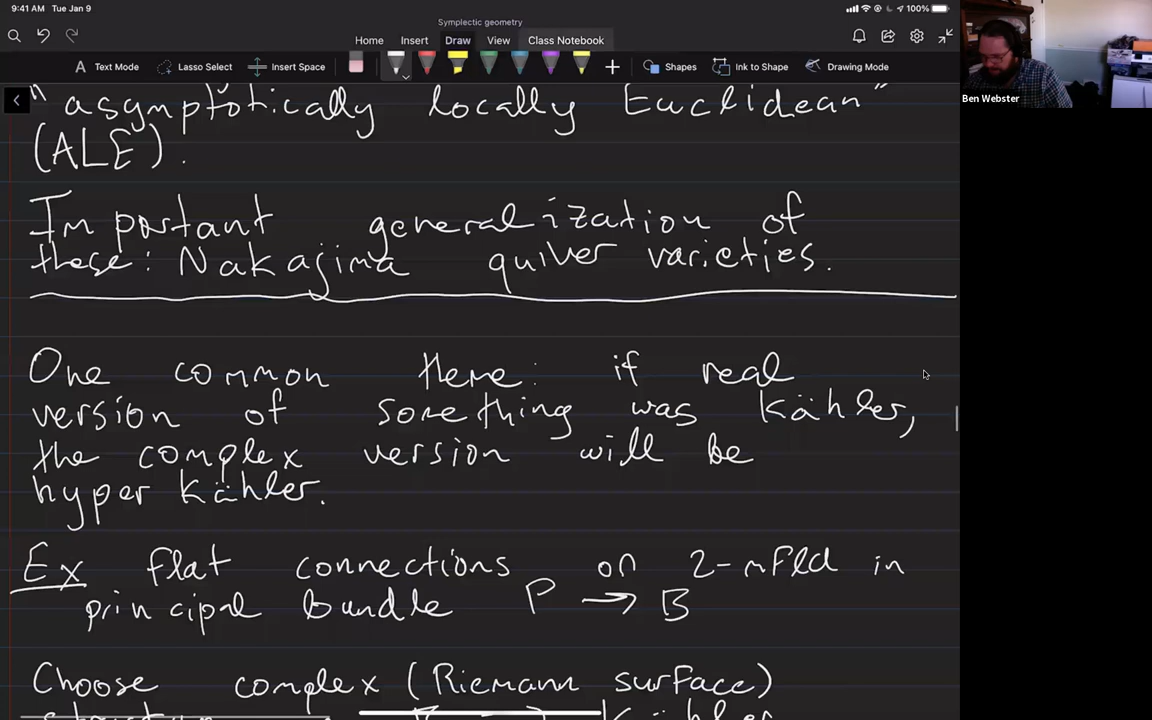 9:41 AM Tue Jan 9
100%
Symplectic geometry
Home Insert Draw View Class Notebook
Text Mode Lasso Select Insert Space Shapes Ink to Shape Drawing Mode
Ben Webster
"asymptotically locally Euclidean"
(ALE).
Important generalization of
these: Nakajima quiver varieties.
One common theme: if real
version of something was Kähler,
the complex version will be
hyper Kähler.
Ex flat connections on 2-mfld in
principal bundle P → B
Choose complex (Riemann surface)
Kähler